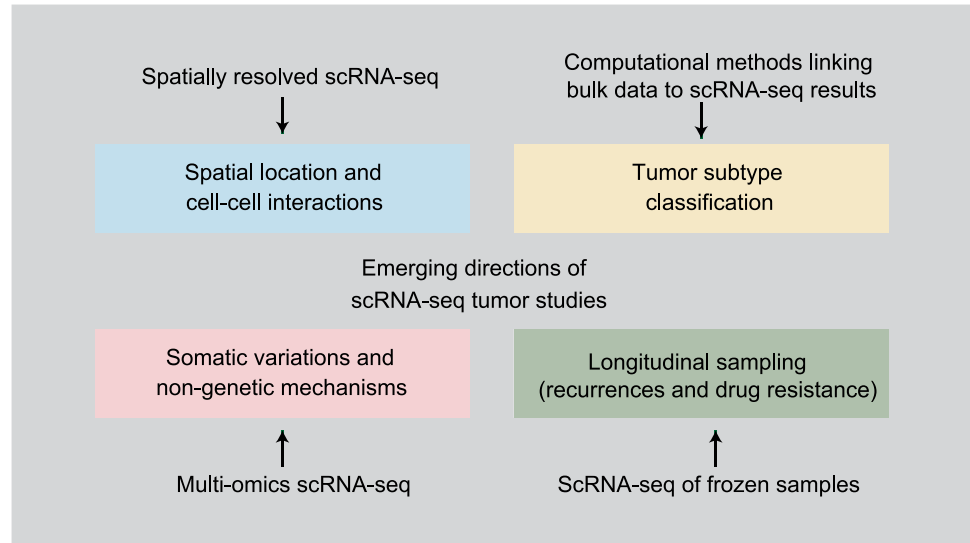 Spatially resolved scRNA-seq
Computational methods linking
bulk data to scRNA-seq results
Spatial location and
cell-cell interactions
Tumor subtype
classification
Emerging directions of
scRNA-seq tumor studies
Somatic variations and
non-genetic mechanisms
Longitudinal sampling
(recurrences and drug resistance)
Multi-omics scRNA-seq
ScRNA-seq of frozen samples